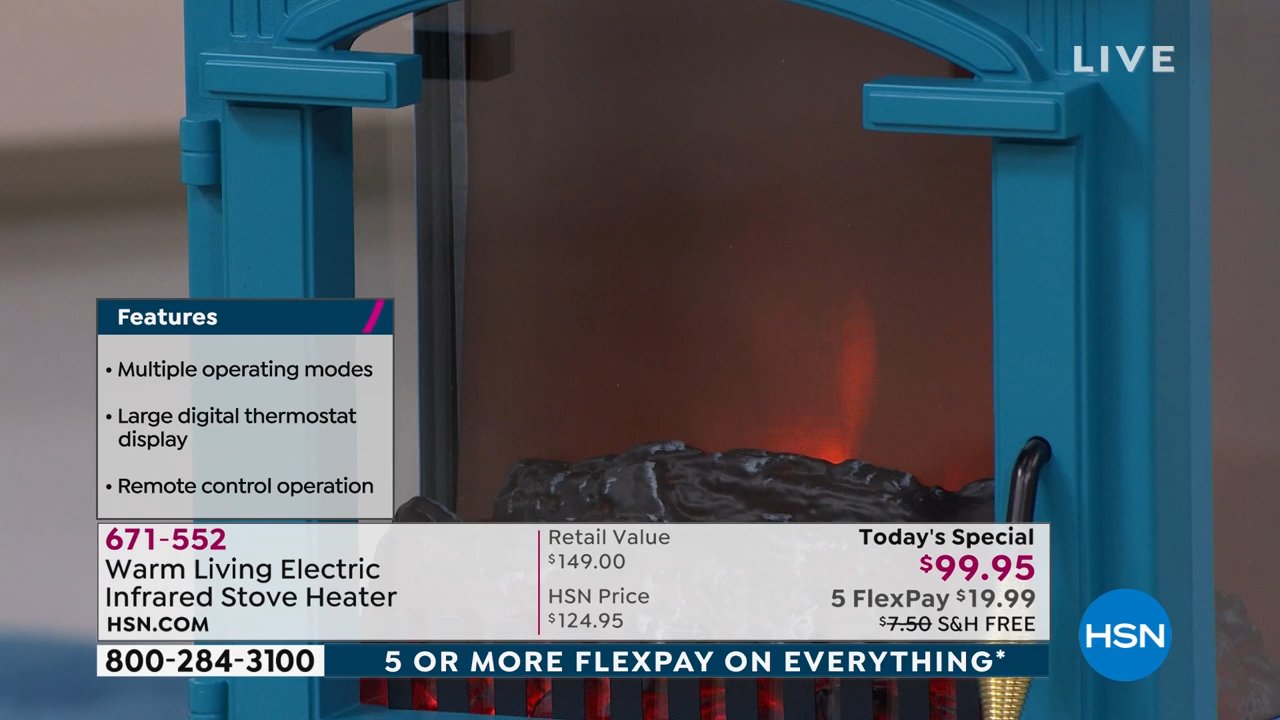 LIVE
Features
• Multiple operating modes
• Large digital thermostat
display
• Remote control operation
671-552
Warm Living Electric
Infrared Stove Heater
HSN.COM
Retail Value
$149.00
HSN Price
$124.95
Today's Special
$99.95
5 FlexPay $19.99
$7.50 S&H FREE
HSN
800-284-3100
5 OR MORE FLEXPAY ON EVERYTHING*